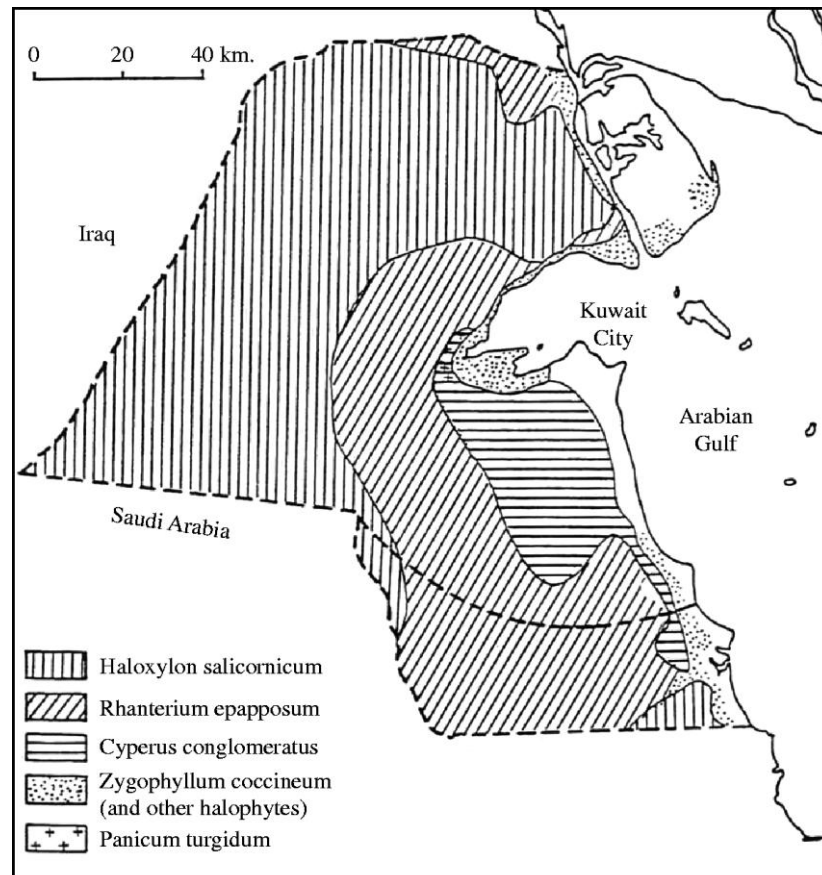 0 20 40 km.
Iraq
Kuwait
City
Arabian
Gulf
Saudi Arabia
Haloxylon salicornicum
Rhanterium epapposum
Cyperus conglomeratus
Zygophyllum coccineum
(and other halophytes)
Panicum turgidum